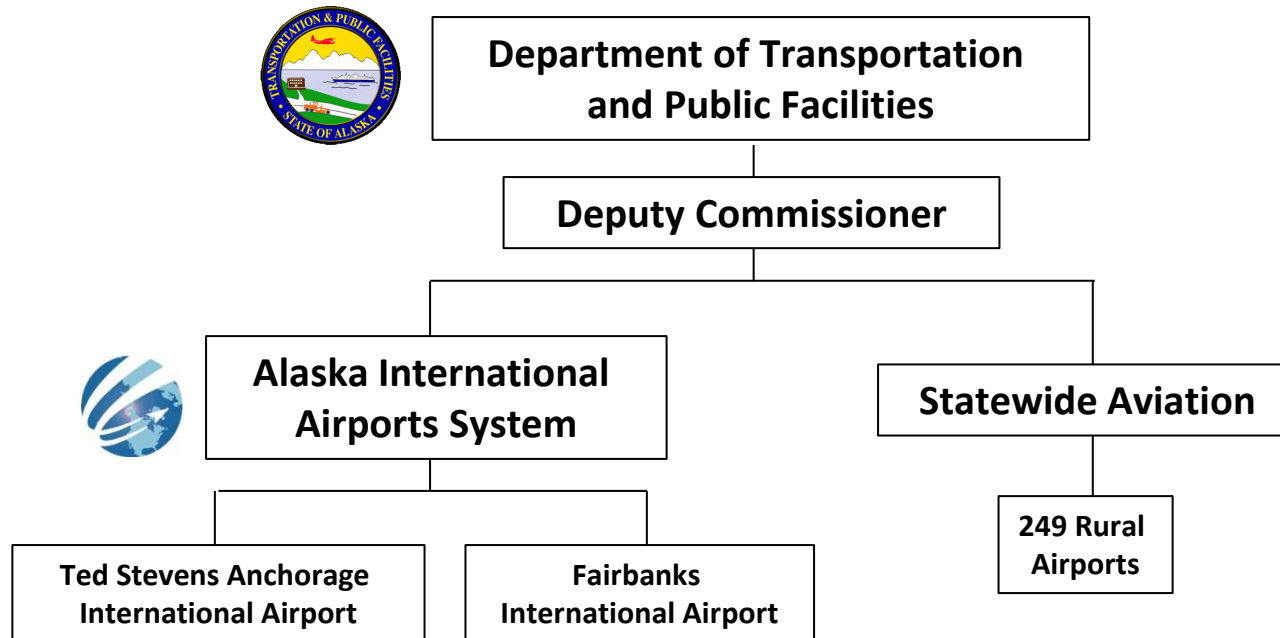 TRANSPORTATION & PUBLIC FACILITIES
STATE OF ALASKA
Department of Transportation
and Public Facilities
Deputy Commissioner
Alaska International
Airports System
Statewide Aviation
249 Rural
Airports
Ted Stevens Anchorage
International Airport
Fairbanks
International Airport